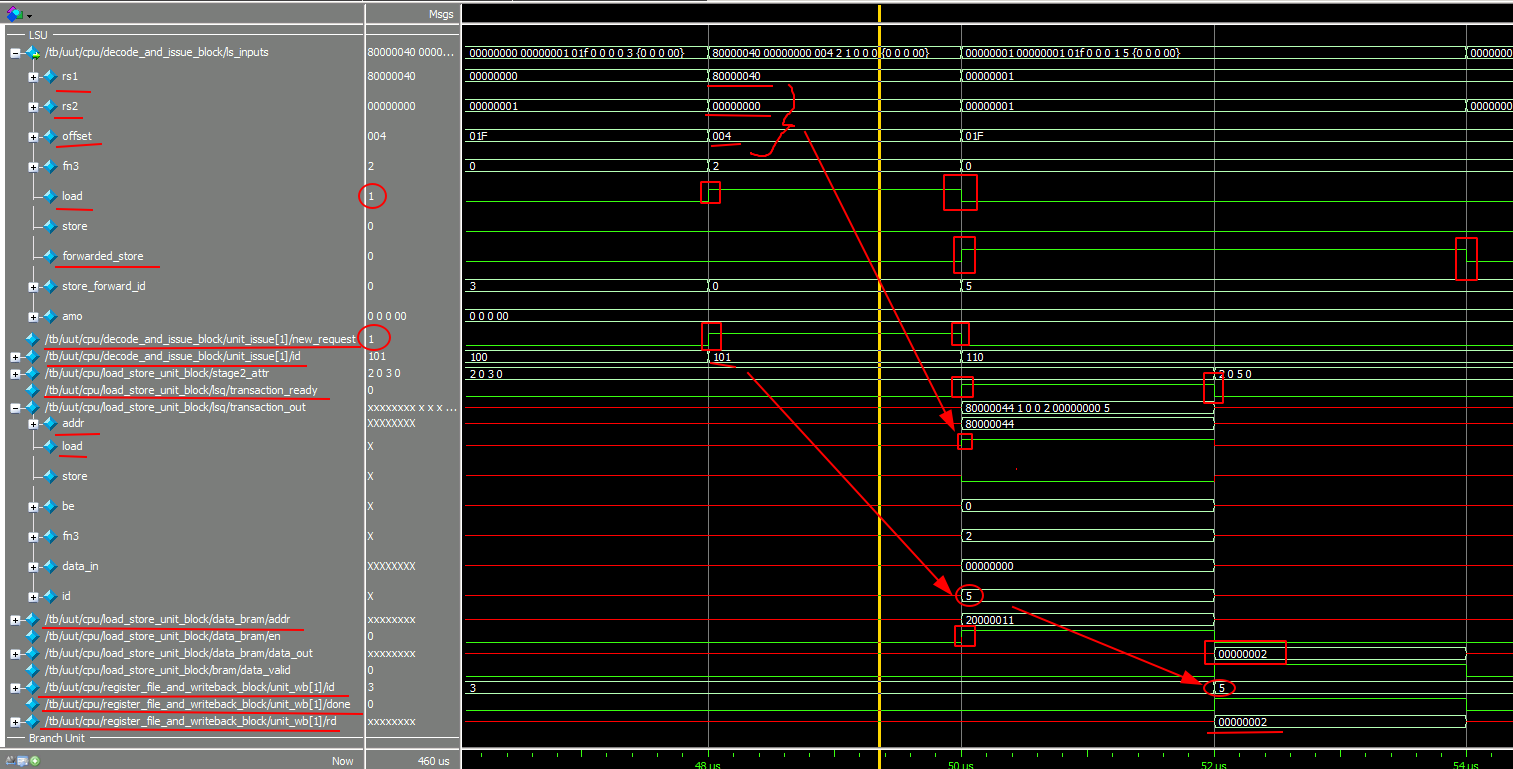 Msgs
LSU
/tb/uut/cpu/decode_and_issue_block/ls_inputs 80000040 0000... 00000000 00000001 01f 0 0 0 0 3 {0 0 0 00} 80000040 00000000 004 2 1 0 0 0 {0 0 0 00} 00000001 00000001 01f 0 0 0 1 5 {0 0 0 00} 0000000
rs1 80000040 00000000 80000040 00000001
rs2 00000000 00000001 00000000 00000001 0000000
offset 004 01F 004 01F
fn3 2 0 2 0
load 1
store 0
forwarded_store 0
store_forward_id 0 3 0 5
amo 0 0 0 00 0 0 0 00
/tb/uut/cpu/decode_and_issue_block/unit_issue[1]/new_request 1
/tb/uut/cpu/decode_and_issue_block/unit_issue[1]/id 101 100 101 110
/tb/uut/cpu/load_store_unit_block/stage2_attr 2 0 3 0 2 0 3 0 2 0 5 0
/tb/uut/cpu/load_store_unit_block/lsq/transaction_ready 0
/tb/uut/cpu/load_store_unit_block/lsq/transaction_out xxxxxxxx x x x ... 80000044 1 0 0 2 00000000 5
addr XXXXXXXX 80000044
load X
store X
be X 0
fn3 X 2
data_in XXXXXXXX 00000000
id X 5
/tb/uut/cpu/load_store_unit_block/data_bram/addr xxxxxxxx 20000011
/tb/uut/cpu/load_store_unit_block/data_bram/en 0
/tb/uut/cpu/load_store_unit_block/data_bram/data_out xxxxxxxx 00000002
/tb/uut/cpu/load_store_unit_block/bram/data_valid 0
/tb/uut/cpu/register_file_and_writeback_block/unit_wb[1]/id 3 3 5
/tb/uut/cpu/register_file_and_writeback_block/unit_wb[1]/done 0
/tb/uut/cpu/register_file_and_writeback_block/unit_wb[1]/rd xxxxxxxx 00000002
Branch Unit
Now 460 us 48 us 50 us 52 us 54 us